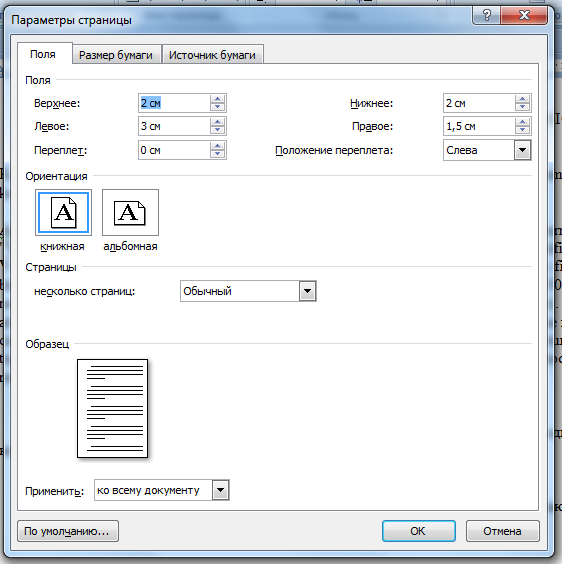 Параметры страницы
Поля Размер бумаги Источник бумаги
Поля
Верхнее: 2 см Нижнее: 2 см
Левое: 3 см Правое: 1,5 см
Переплет: 0 см Положение переплета: Слева
Ориентация
A A
книжная альбомная
Страницы
несколько страниц: Обычный
Образец
Применить: ко всему документу
По умолчанию... ОК Отмена